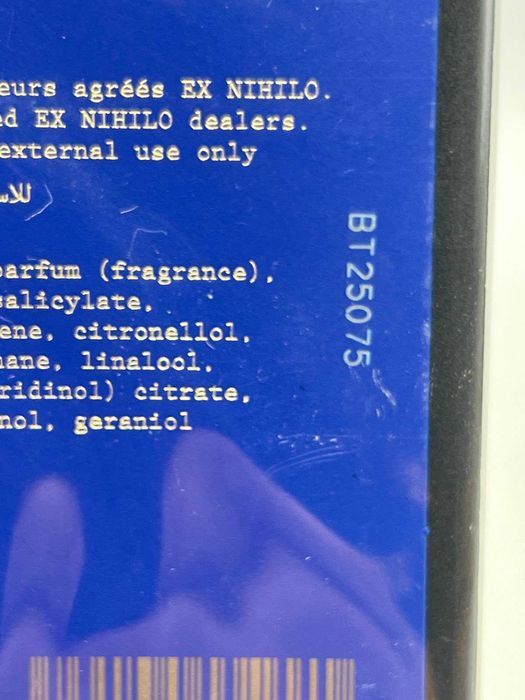 eurs agréés EX NIHILO.
ed EX NIHILO dealers.
external use only
parfum (fragrance),
salicylate,
ene, citronellol,
hane, linalool,
ridinol) citrate,
nol, geraniol
BT25075